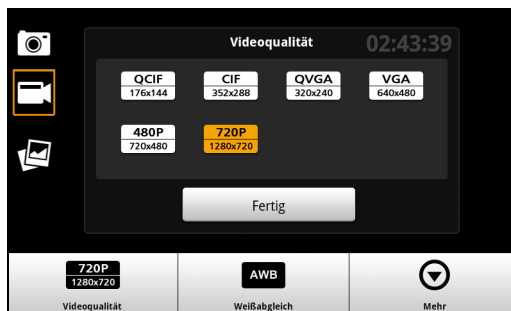 Videoqualität
02:43:39
QCIF CIF QVGA VGA
176x144 352x288 320x240 640x480
480P 720P
720x480 1280x720
Fertig
720P
1280x720
AWB
Videoqualität Weißabgleich Mehr